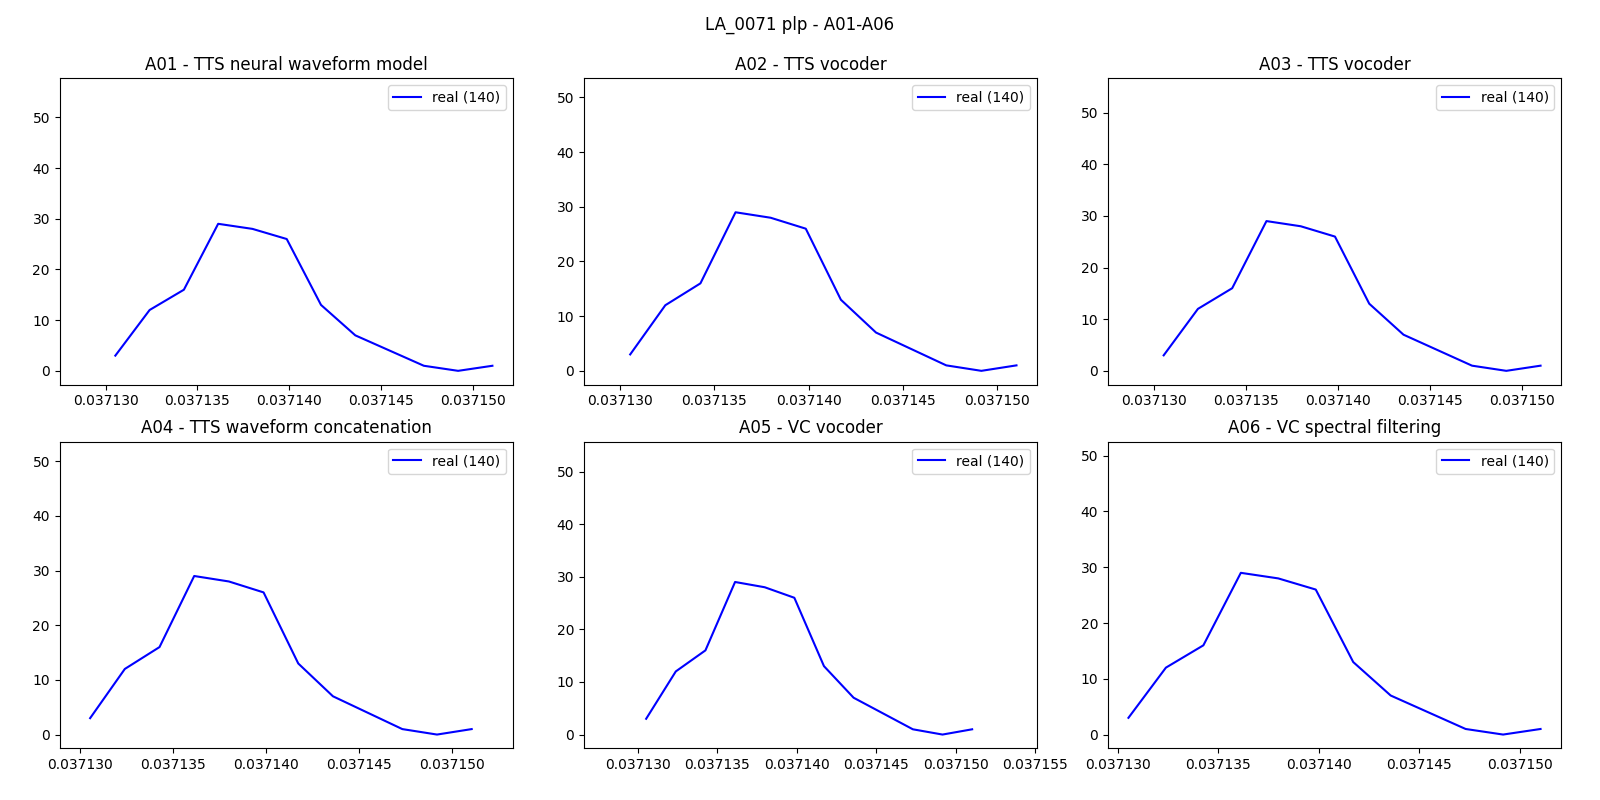 LA_0071 plp - A01-A06
A01 - TTS neural waveform model
real (140)
50
40
30
20
10
0
0.037130 0.037135 0.037140 0.037145 0.037150
A02 - TTS vocoder
real (140)
50
40
30
20
10
0
0.037130 0.037135 0.037140 0.037145 0.037150
A03 - TTS vocoder
real (140)
50
40
30
20
10
0
0.037130 0.037135 0.037140 0.037145 0.037150
A04 - TTS waveform concatenation
real (140)
50
40
30
20
10
0
0.037130 0.037135 0.037140 0.037145 0.037150
A05 - VC vocoder
real (140)
50
40
30
20
10
0
0.037130 0.037135 0.037140 0.037145 0.037150 0.037155
A06 - VC spectral filtering
real (140)
50
40
30
20
10
0
0.037130 0.037135 0.037140 0.037145 0.037150